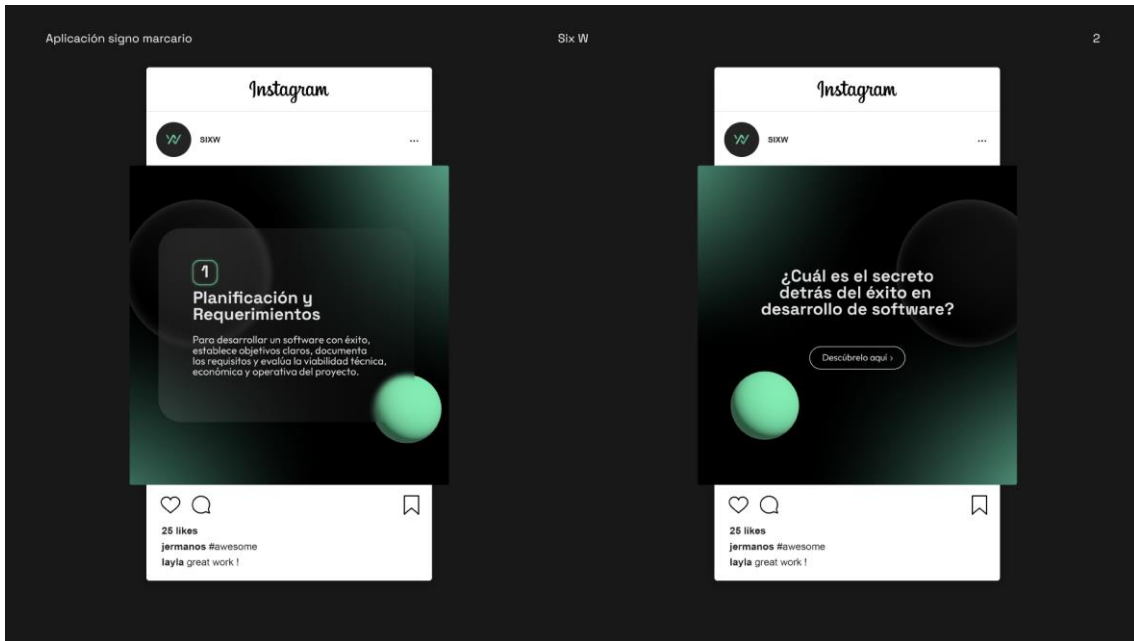 Aplicación signo marcario
Six W
2
Instagram
SIXW
...
1
Planificación y
Requerimientos
Para desarrollar un software con éxito,
establece objetivos claros, documenta
los requisitos y evalúa la viabilidad técnica,
económica y operativa del proyecto.
25 likes
jermanos #awesome
layla great work !
Instagram
SIXW
...
¿Cuál es el secreto
detrás del éxito en
desarrollo de software?
Descúbrelo aquí ›
25 likes
jermanos #awesome
layla great work !